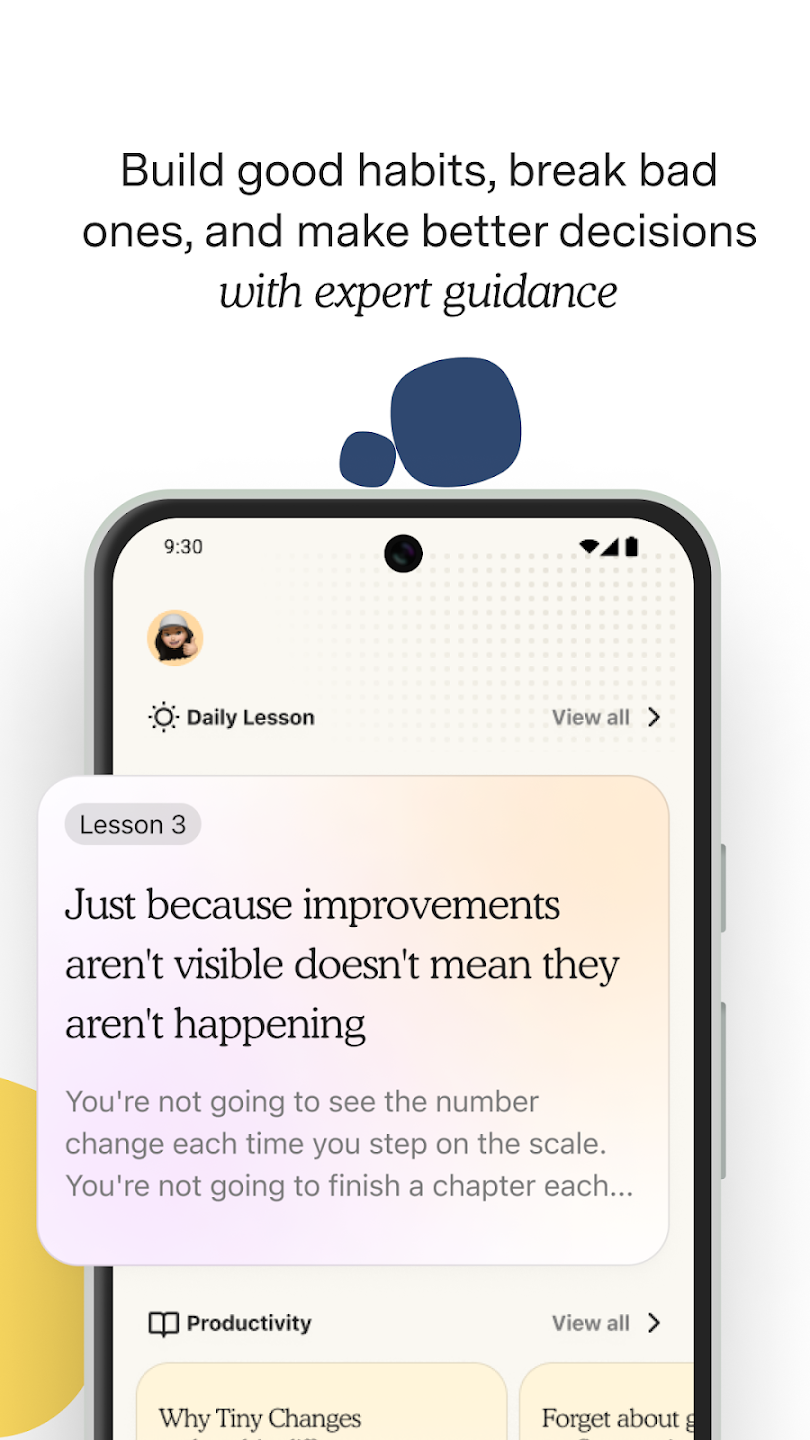 Build good habits, break bad
ones, and make better decisions
with expert guidance
9:30
Daily Lesson
View all
Lesson 3
Just because improvements
aren't visible doesn't mean they
aren't happening
You're not going to see the number
change each time you step on the scale.
You're not going to finish a chapter each...
Productivity
View all
Why Tiny Changes
Forget about